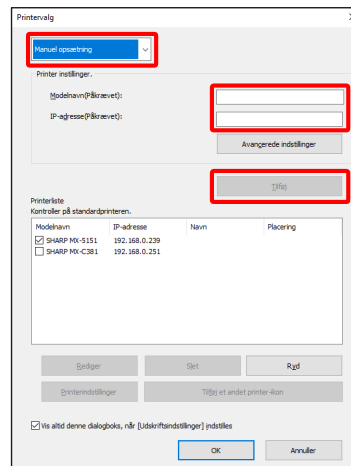 Printervalg
Manuel opsætning
Printer instillinger.
Modelnavn(Påkrævet):
IP-adresse(Påkrævet):
Avancerede indstillinger
Tilføj
Printerliste
Kontroller på standardprinteren.
Modelnavn IP-adresse Navn Placering
SHARP MX-5151 192.168.0.239
SHARP MX-C381 192.168.0.251
Rediger Slet Ryd
Printerindstillinger Tilføj et andet printer-ikon
Vis altid denne dialogboks, når [Udskriftsindstillinger] indstilles
OK Annuller